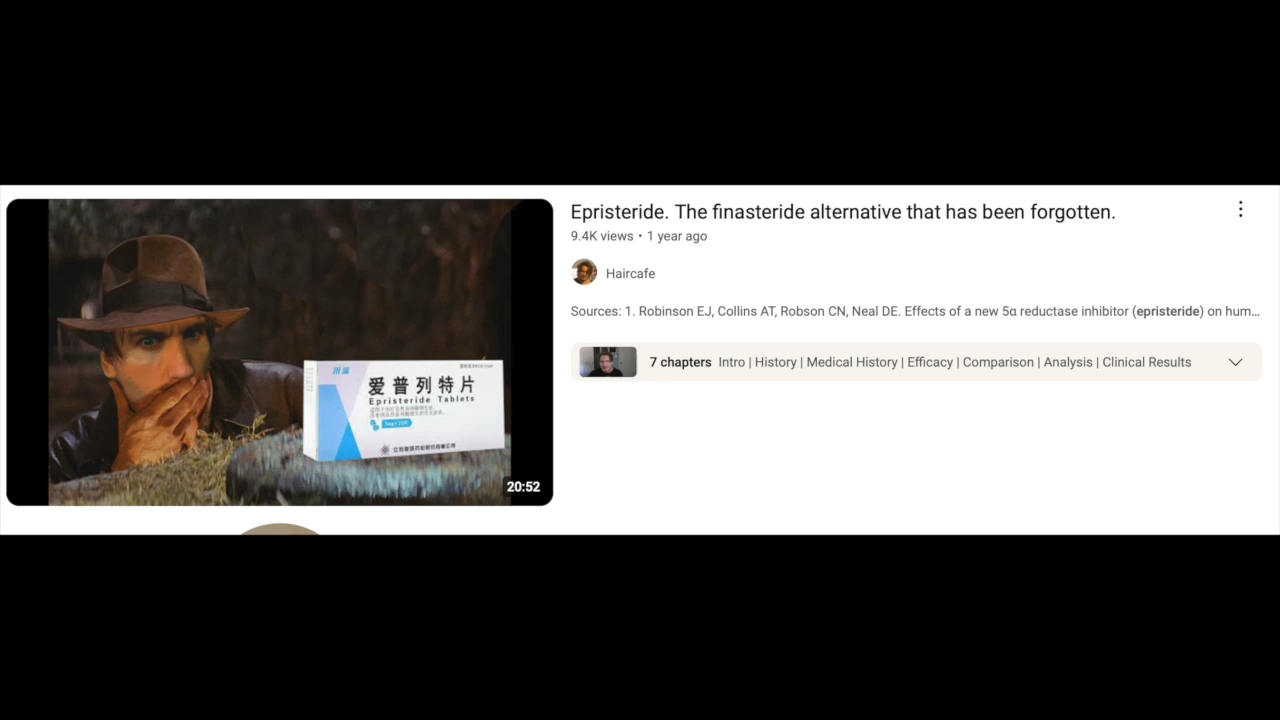 Epristeride. The finasteride alternative that has been forgotten.
9.4K views • 1 year ago
Haircafe
Sources: 1. Robinson EJ, Collins AT, Robson CN, Neal DE. Effects of a new 5α reductase inhibitor (epristeride) on hum...
7 chapters Intro | History | Medical History | Efficacy | Comparison | Analysis | Clinical Results
爱普列特片
Epristeride Tablets
20:52